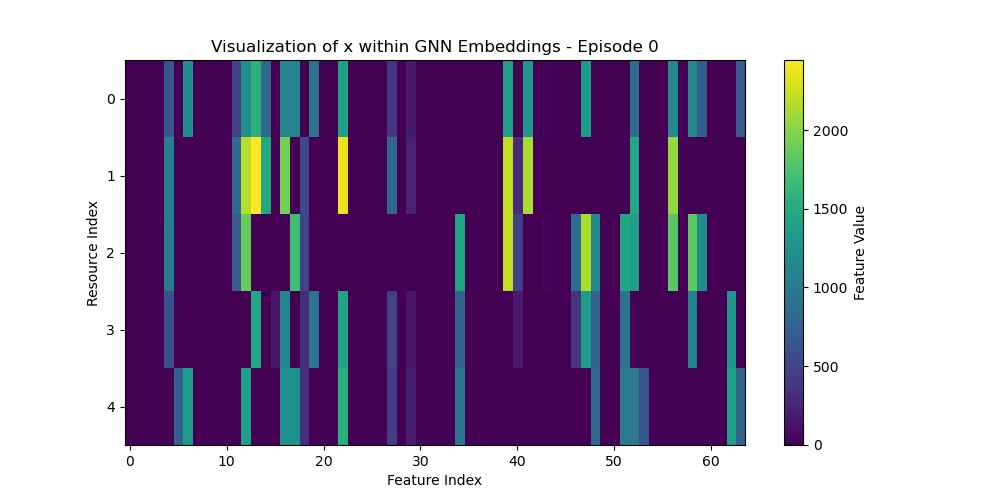 Visualization of x within GNN Embeddings - Episode 0
Resource Index
0
1
2
3
4
0 10 20 30 40 50 60
Feature Index
2000
1500
1000
500
0
Feature Value